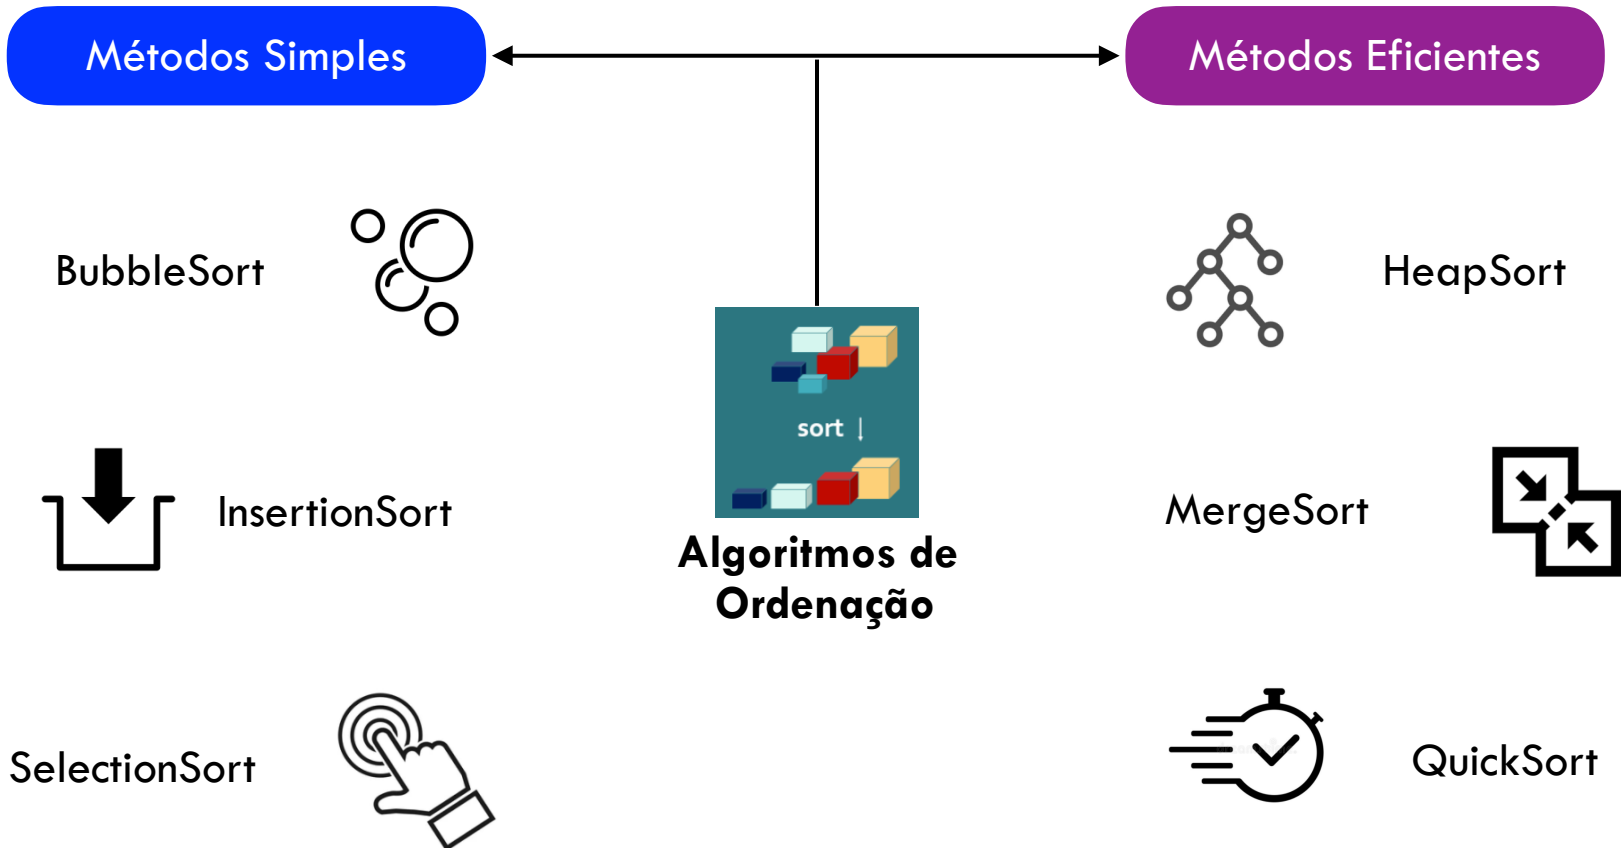 Métodos Simples
Métodos Eficientes
BubbleSort
HeapSort
sort ↓
InsertionSort
MergeSort
Algoritmos de
Ordenação
SelectionSort
QuickSort